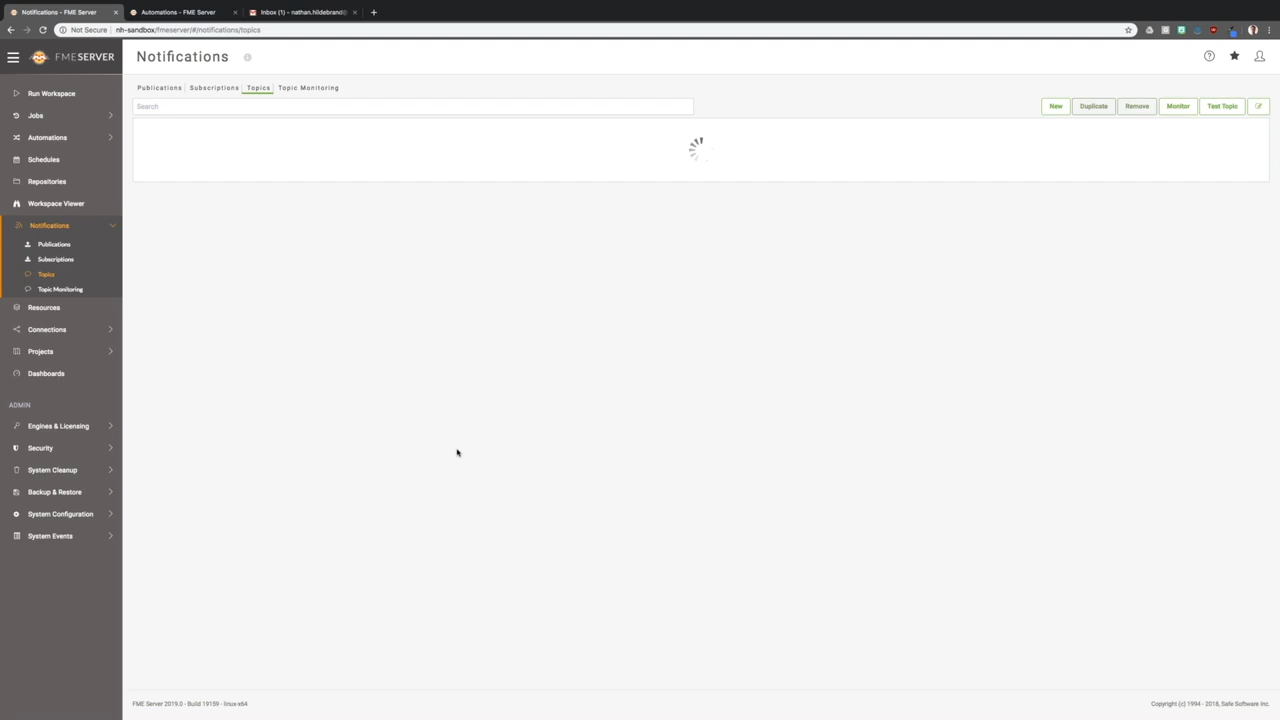 Notifications - FME Server
Automations - FME Server
Inbox (1) - nathan.hildebrand@
Not Secure | nh-sandbox/fmeserver/#/notifications/topics
FMESERVER
Notifications
Run Workspace
Jobs
Automations
Schedules
Repositories
Workspace Viewer
Notifications
Publications
Subscriptions
Topics
Topic Monitoring
Resources
Connections
Projects
Dashboards
ADMIN
Engines & Licensing
Security
System Cleanup
Backup & Restore
System Configuration
System Events
Publications | Subscriptions | Topics | Topic Monitoring
Search
New
Duplicate
Remove
Monitor
Test Topic
FME Server 2019.0 - Build 19159 - linux-x64
Copyright (c) 1994 - 2018, Safe Software Inc.